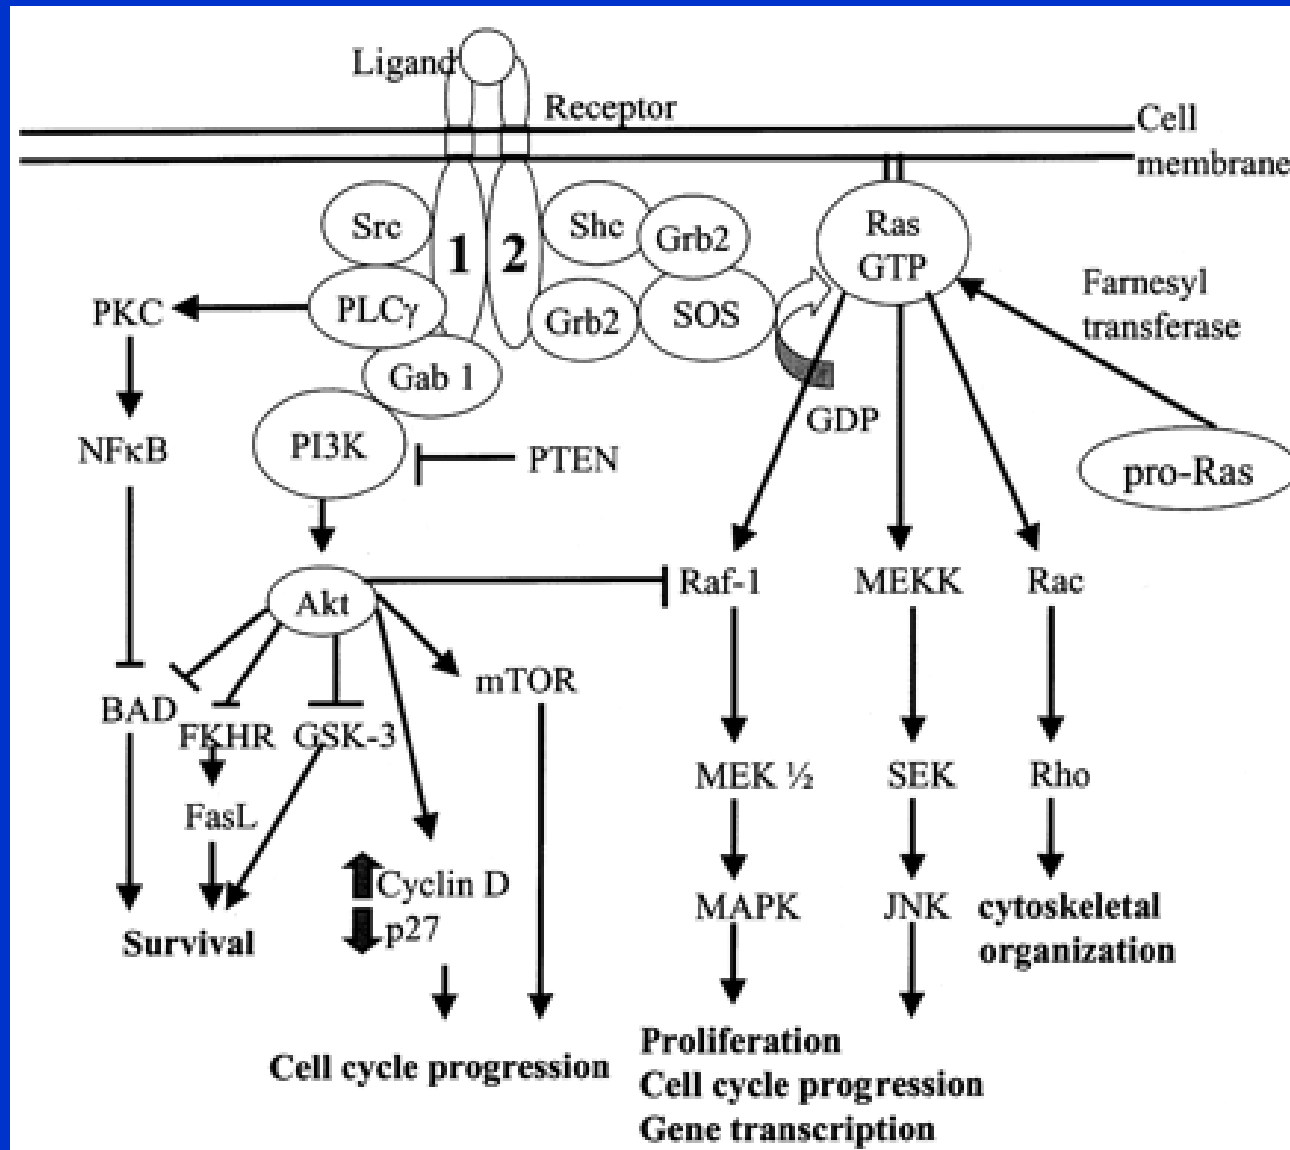 Ligand
Receptor
Cell
membrane
Src
1
2
Shc
Grb2
Ras
GTP
PKC
PLCγ
Grb2
SOS
Farnesyl
transferase
Gab 1
GDP
NFκB
PI3K
PTEN
pro-Ras
Akt
Raf-1
MEKK
Rac
mTOR
BAD
FKHR
GSK-3
MEK ½
SEK
Rho
FasL
Cyclin D
p27
MAPK
JNK
cytoskeletal
organization
Survival
Cell cycle progression
Proliferation
Cell cycle progression
Gene transcription